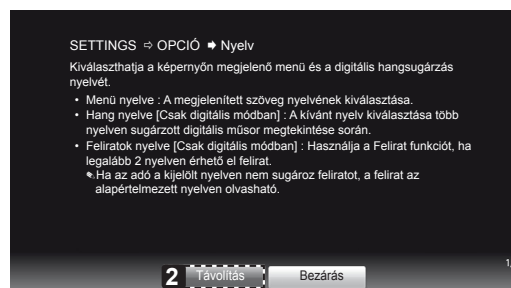 SETTINGS ⇨ OPCIÓ ➡ Nyelv
Kiválaszthatja a képernyőn megjelenő menü és a digitális hangsugárzás
nyelvét.
• Menü nyelve : A megjelenített szöveg nyelvének kiválasztása.
• Hang nyelve [Csak digitális módban] : A kívánt nyelv kiválasztása több
nyelven sugárzott digitális műsor megtekintése során.
• Feliratok nyelve [Csak digitális módban] : Használja a Felirat funkciót, ha
legalább 2 nyelven érhető el felirat.
✎Ha az adó a kijelölt nyelven nem sugároz feliratot, a felirat az
alapértelmezett nyelven olvasható.
2 Távolítás Bezárás